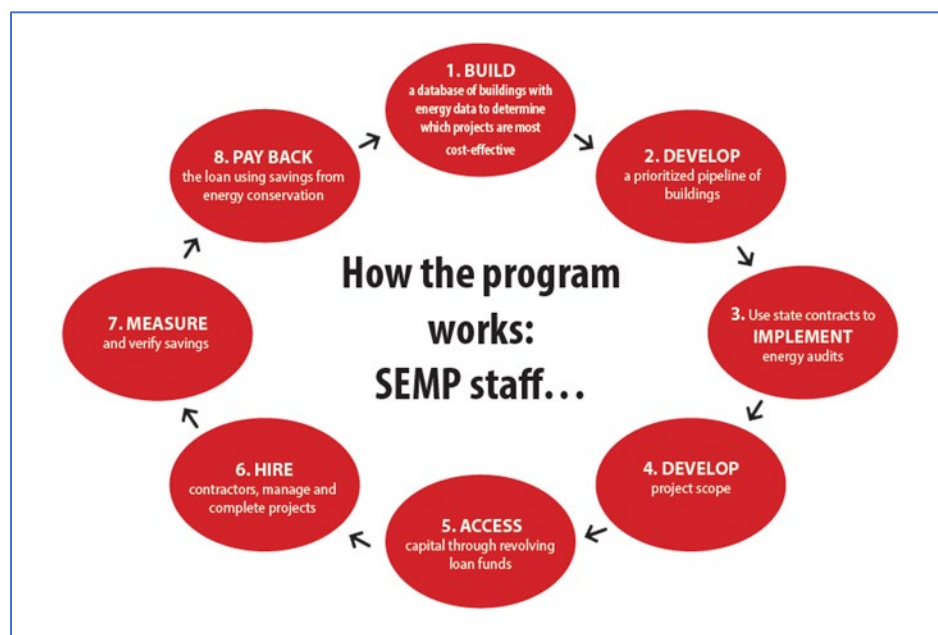 1. BUILD
a database of buildings with
energy data to determine
which projects are most
cost-effective
2. DEVELOP
a prioritized pipeline of
buildings
3. Use state contracts to
IMPLEMENT
energy audits
4. DEVELOP
project scope
5. ACCESS
capital through revolving
loan funds
6. HIRE
contractors, manage and
complete projects
7. MEASURE
and verify savings
8. PAY BACK
the loan using savings from
energy conservation
How the program
works:
SEMP staff...